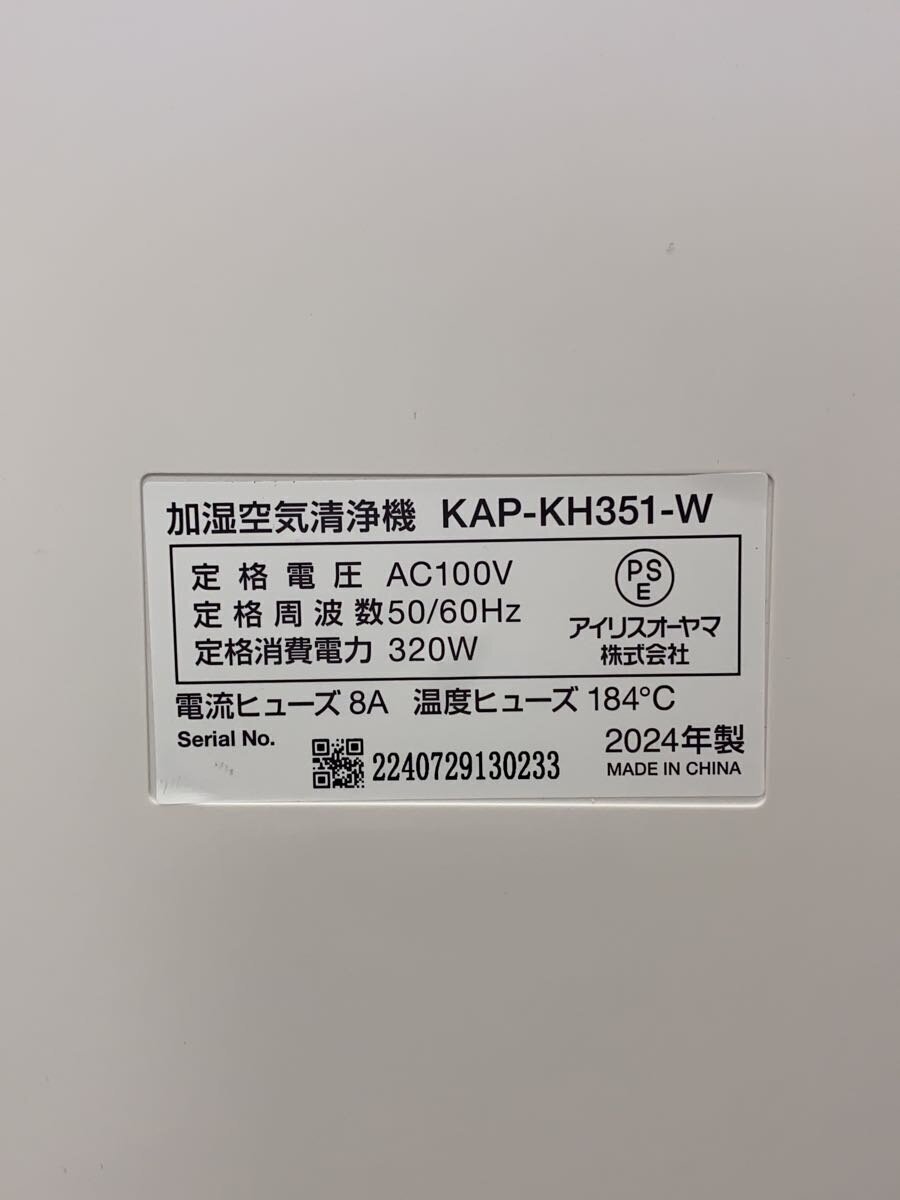 加湿空気清浄機 KAP-KH351-W
定格電圧 AC100V
定格周波数 50/60Hz
定格消費電力 320W
PSE
アイリスオーヤマ
株式会社
電流ヒューズ 8A 温度ヒューズ 184°C
Serial No.
2240729130233
2024年製
MADE IN CHINA